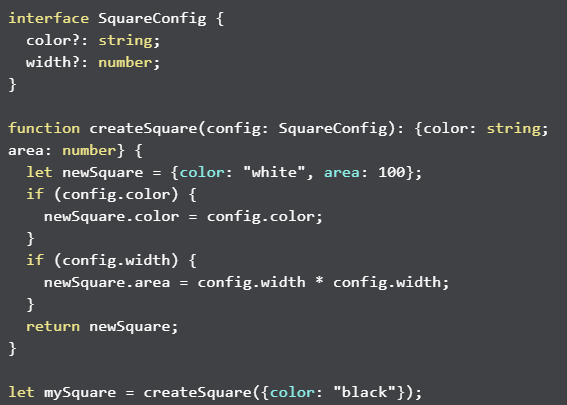 interface SquareConfig {
  color?: string;
  width?: number;
}

function createSquare(config: SquareConfig): {color: string;
area: number} {
  let newSquare = {color: "white", area: 100};
  if (config.color) {
    newSquare.color = config.color;
  }
  if (config.width) {
    newSquare.area = config.width * config.width;
  }
  return newSquare;
}

let mySquare = createSquare({color: "black"});